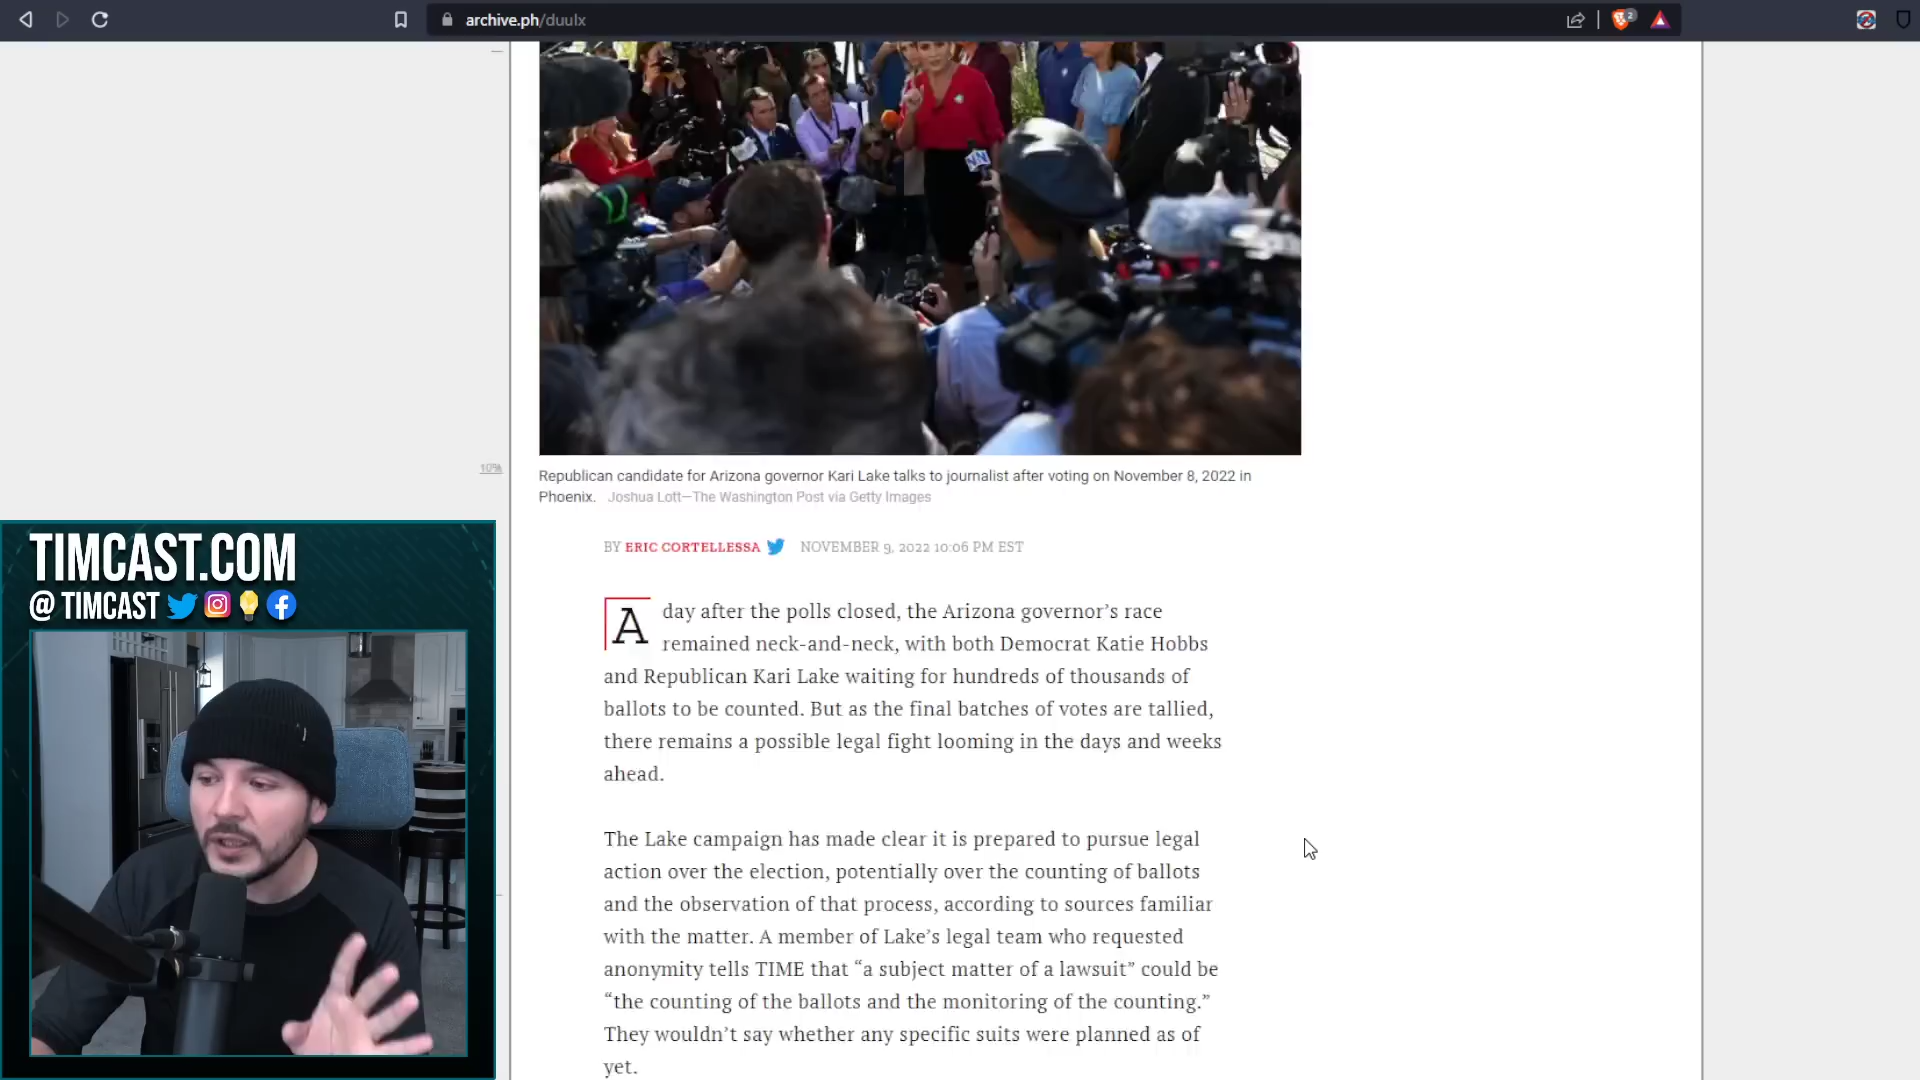 archive.ph/duulx
2
10%
Republican candidate for Arizona governor Kari Lake talks to journalist after voting on November 8, 2022 in
Phoenix. Joshua Lott—The Washington Post via Getty Images
BY ERIC CORTELLESSA NOVEMBER 9, 2022 10:06 PM EST
A day after the polls closed, the Arizona governor's race
remained neck-and-neck, with both Democrat Katie Hobbs
and Republican Kari Lake waiting for hundreds of thousands of
ballots to be counted. But as the final batches of votes are tallied,
there remains a possible legal fight looming in the days and weeks
ahead.
The Lake campaign has made clear it is prepared to pursue legal
action over the election, potentially over the counting of ballots
and the observation of that process, according to sources familiar
with the matter. A member of Lake's legal team who requested
anonymity tells TIME that “a subject matter of a lawsuit” could be
“the counting of the ballots and the monitoring of the counting.”
They wouldn't say whether any specific suits were planned as of
yet.
TIMCAST.COM
@ TIMCAST